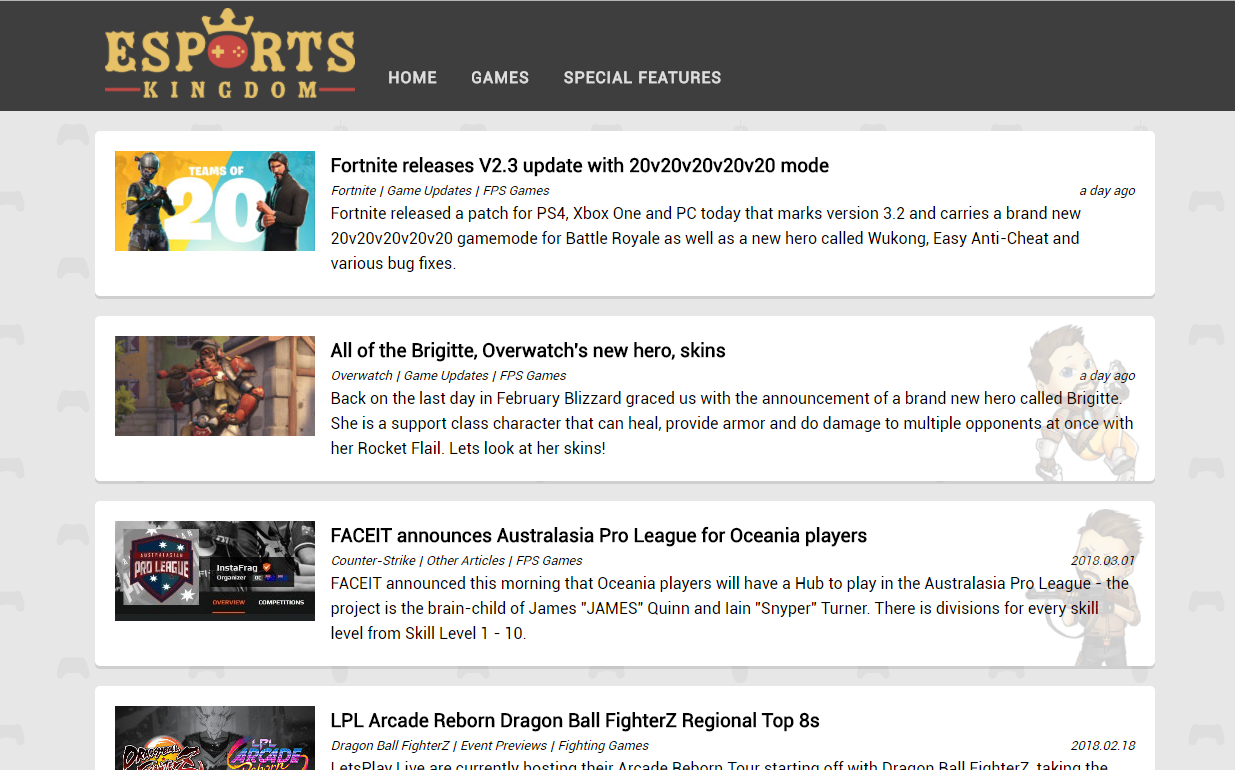 ESPORTS
KINGDOM
HOME GAMES SPECIAL FEATURES
TEAMS OF
20
Fortnite releases V2.3 update with 20v20v20v20v20 mode
Fortnite | Game Updates | FPS Games a day ago
Fortnite released a patch for PS4, Xbox One and PC today that marks version 3.2 and carries a brand new
20v20v20v20v20 gamemode for Battle Royale as well as a new hero called Wukong, Easy Anti-Cheat and
various bug fixes.
All of the Brigitte, Overwatch's new hero, skins
Overwatch | Game Updates | FPS Games a day ago
Back on the last day in February Blizzard graced us with the announcement of a brand new hero called Brigitte.
She is a support class character that can heal, provide armor and do damage to multiple opponents at once with
her Rocket Flail. Lets look at her skins!
AUSTRALASIAN
PRO LEAGUE
InstaFrag
Organizer
OVERVIEW COMPETITIONS
FACEIT announces Australasia Pro League for Oceania players
Counter-Strike | Other Articles | FPS Games 2018.03.01
FACEIT announced this morning that Oceania players will have a Hub to play in the Australasia Pro League - the
project is the brain-child of James "JAMES" Quinn and Iain "Snyper" Turner. There is divisions for every skill
level from Skill Level 1 - 10.
LPL
ARCADE
LPL Arcade Reborn Dragon Ball FighterZ Regional Top 8s
Dragon Ball FighterZ | Event Previews | Fighting Games 2018.02.18
LetsPlay Live are currently hosting their Arcade Reborn Tour starting off with Dragon Ball FighterZ, taking the